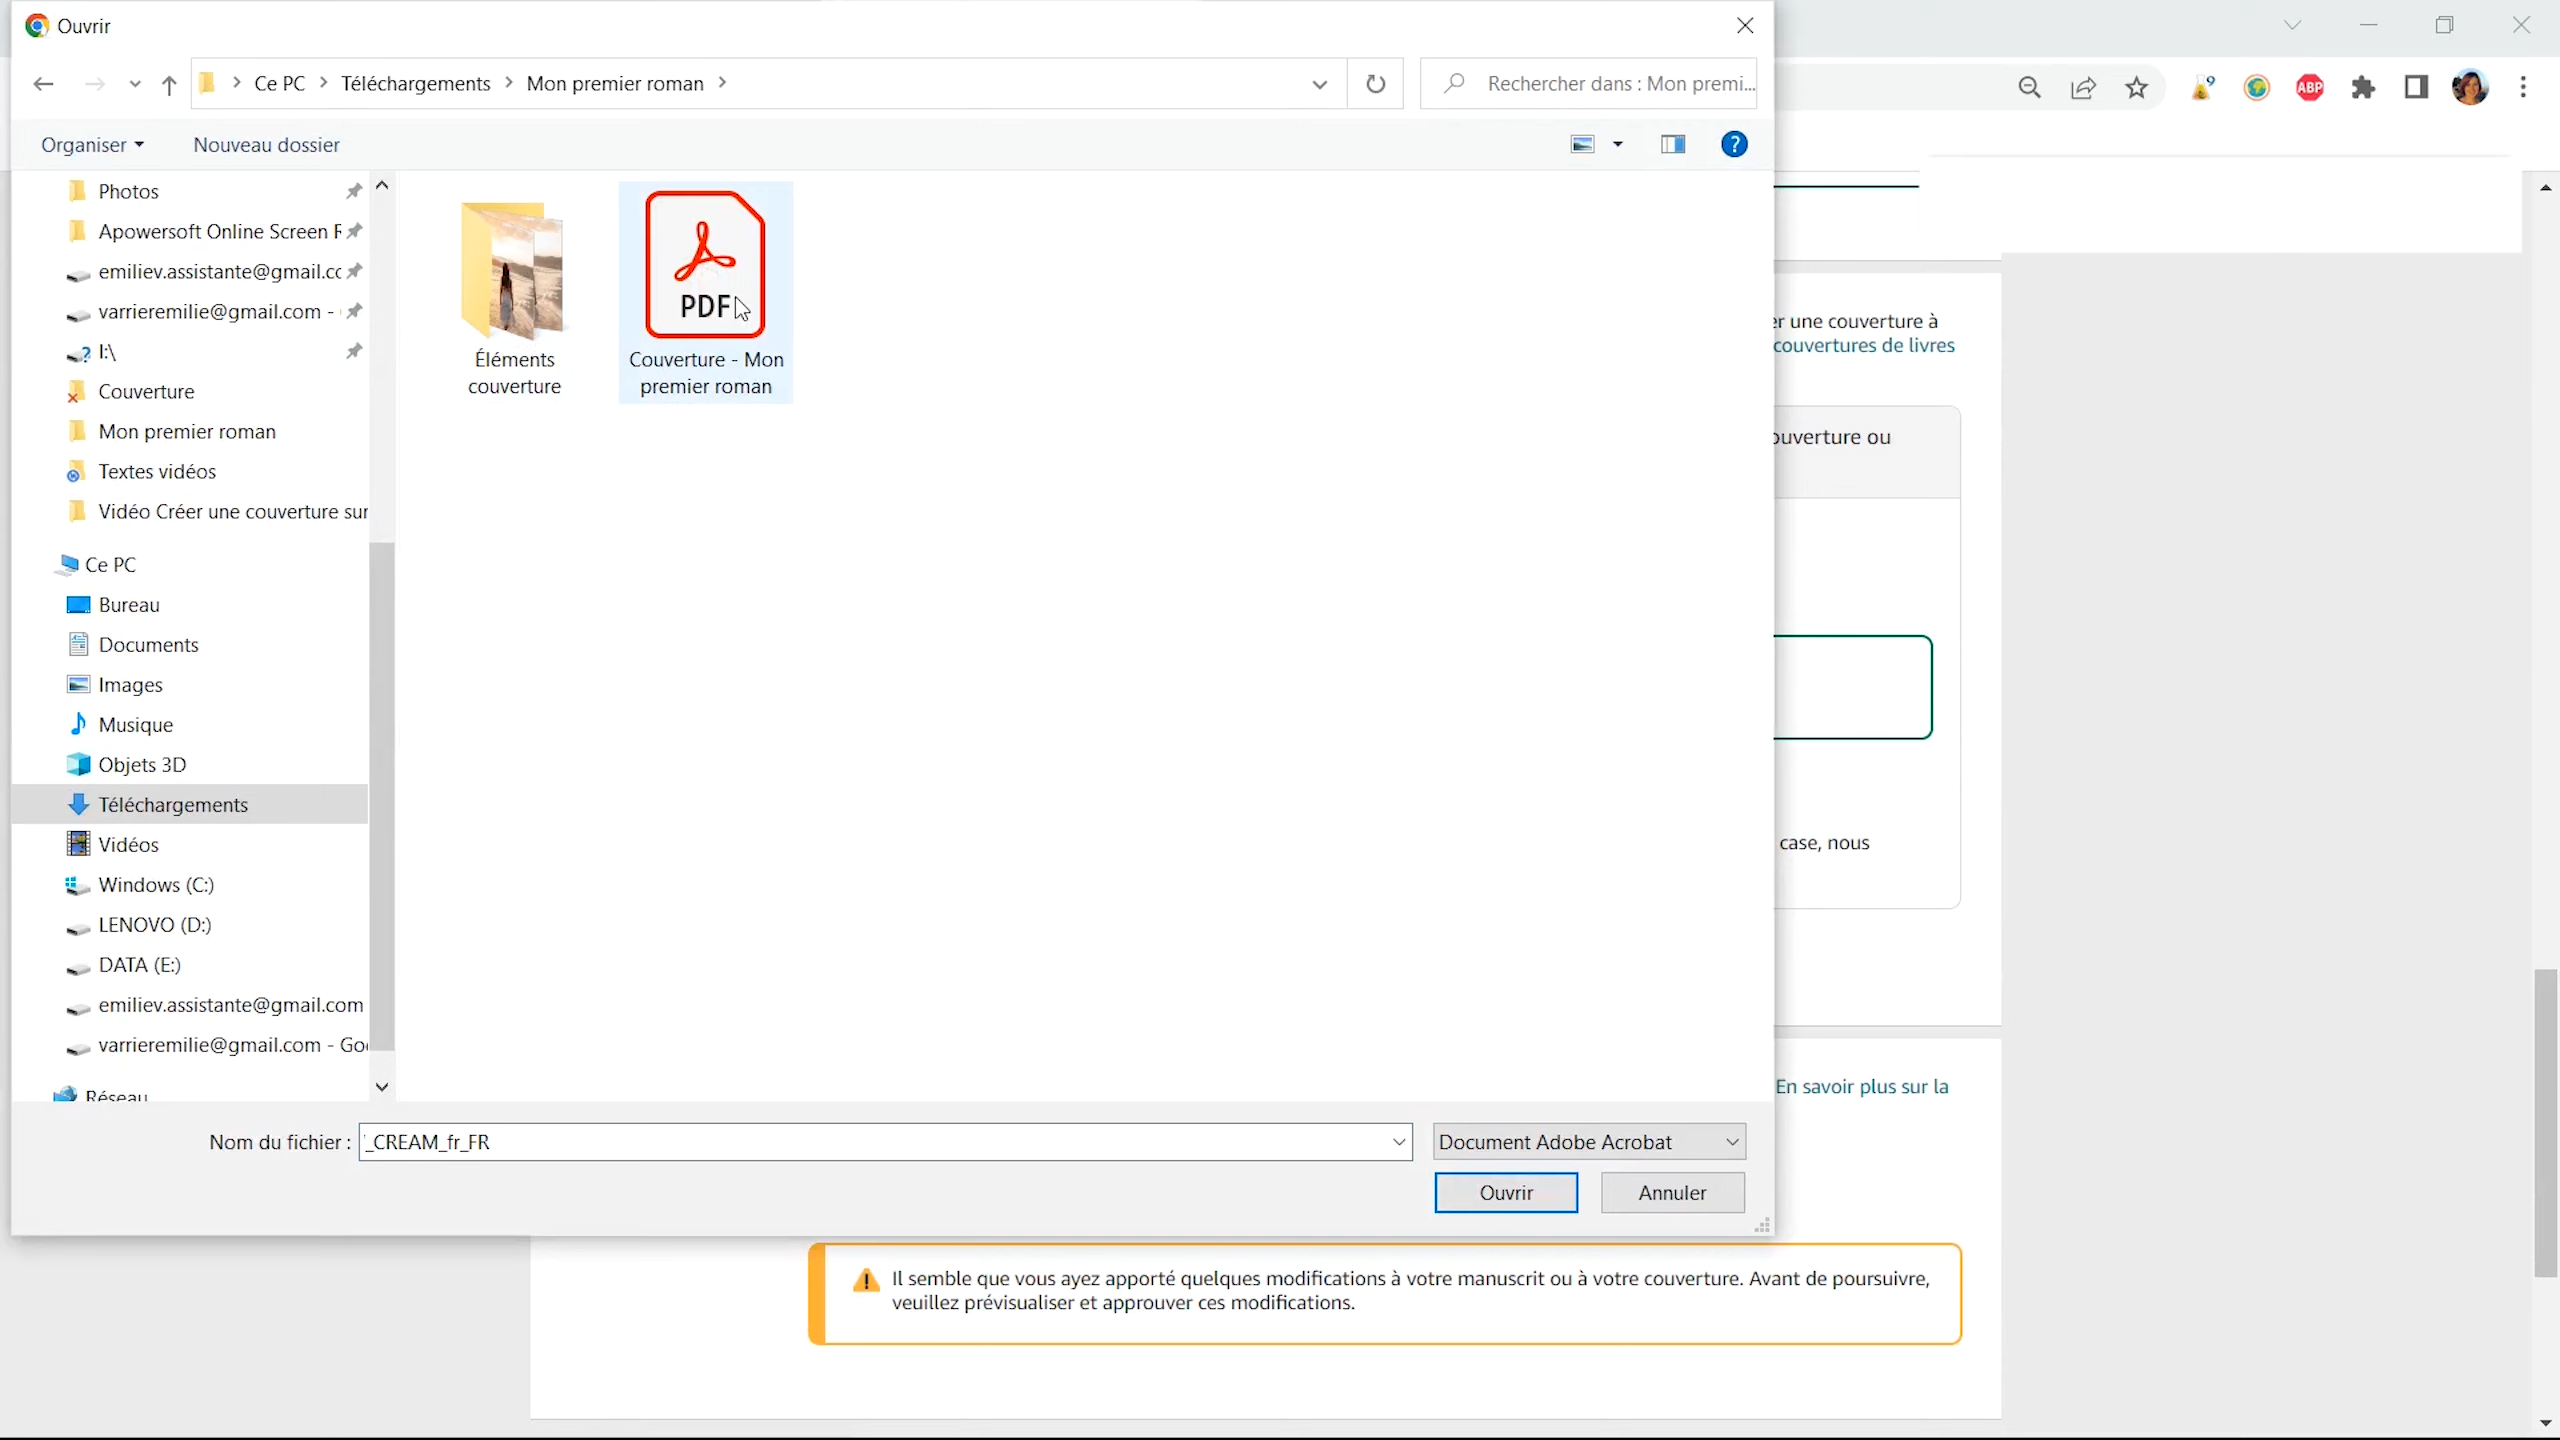 Ouvrir
Ce PC
Téléchargements
Mon premier roman
Rechercher dans : Mon premi...
ABP
Organiser
Nouveau dossier
Photos
Apowersoft Online Screen R
emiliev.assistante@gmail.cc
varrieremilie@gmail.com -
I:\
Couverture
Mon premier roman
Textes vidéos
Vidéo Créer une couverture sur
Ce PC
Bureau
Documents
Images
Musique
Objets 3D
Téléchargements
Vidéos
Windows (C:)
LENOVO (D:)
DATA (E:)
emiliev.assistante@gmail.com
varrieremilie@gmail.com - Goo
Réseau
Éléments
couverture
PDF
Couverture - Mon
premier roman
er une couverture à
couvertures de livres
ouverture ou
case, nous
En savoir plus sur la
Nom du fichier :
_CREAM_fr_FR
Document Adobe Acrobat
Ouvrir
Annuler
Il semble que vous ayez apporté quelques modifications à votre manuscrit ou à votre couverture. Avant de poursuivre,
veuillez prévisualiser et approuver ces modifications.